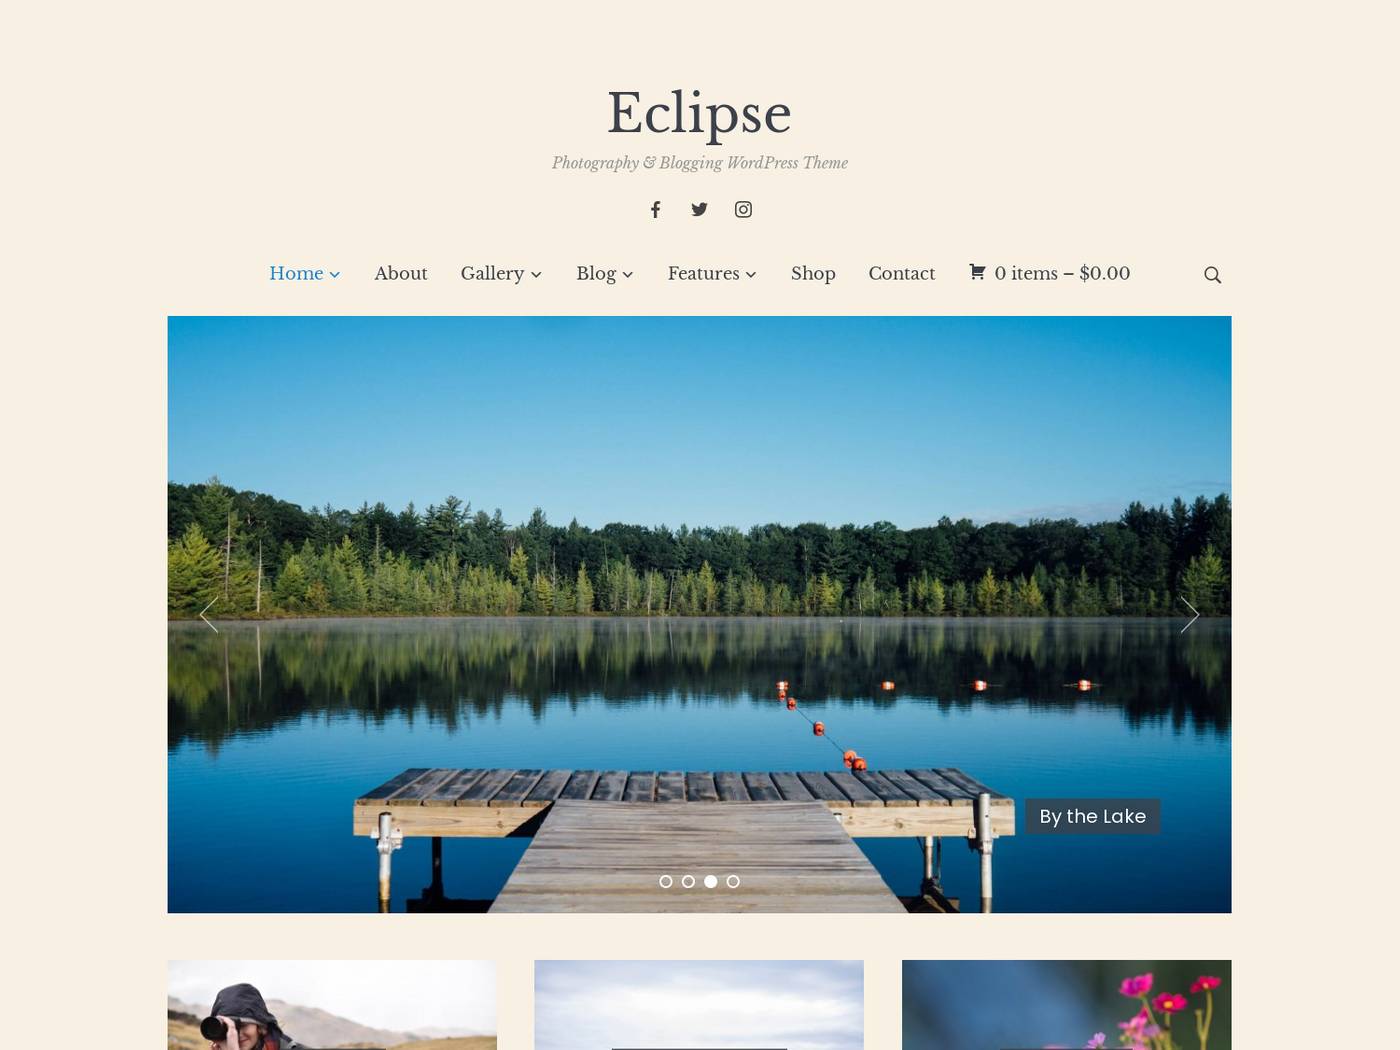 Eclipse
Photography & Blogging WordPress Theme
Home About Gallery Blog Features Shop Contact 0 items – $0.00
By the Lake